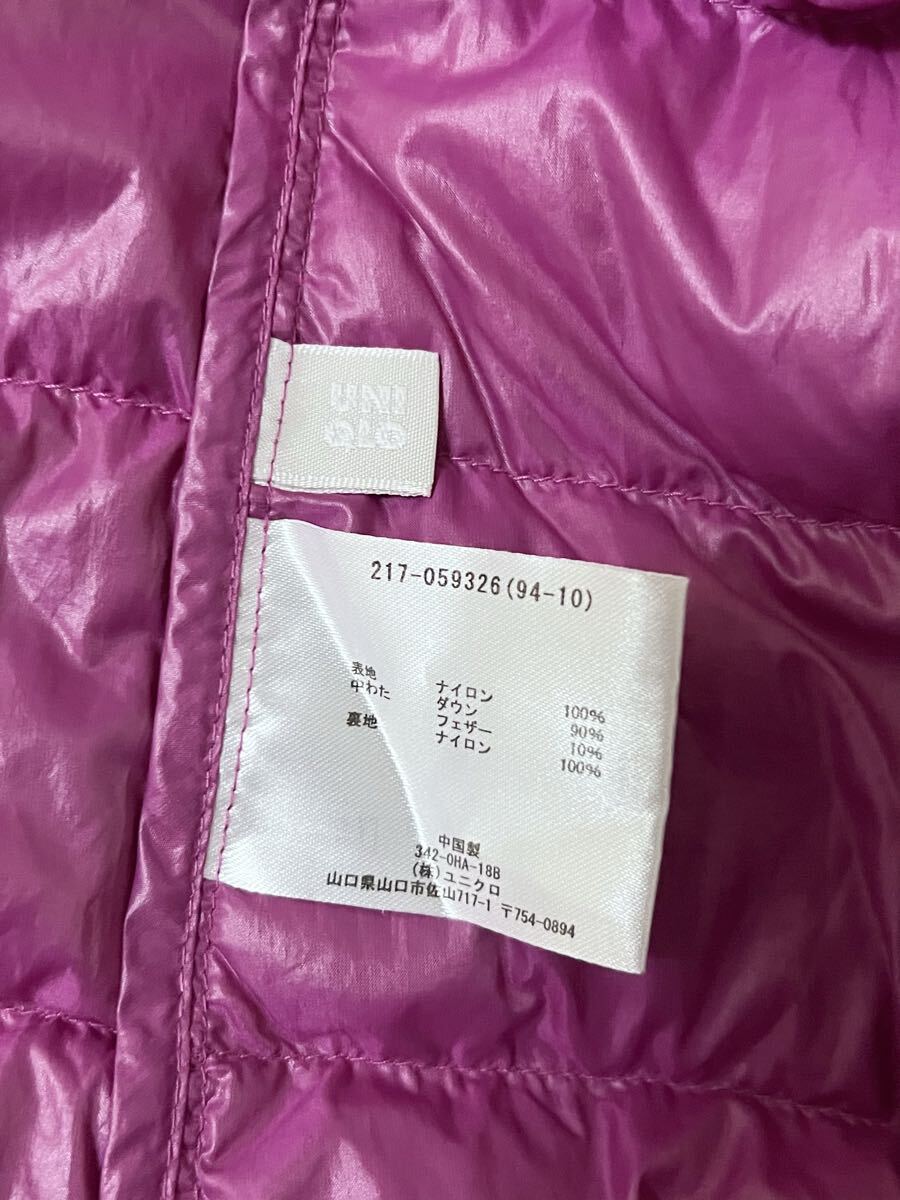 UNI
QLO
217-059326(94-10)
表地 ナイロン 100%
中わた ダウン 90%
フェザー 10%
裏地 ナイロン 100%
中国製
342-OHA-18B
(株)ユニクロ
山口県山口市佐山717-1 〒754-0894